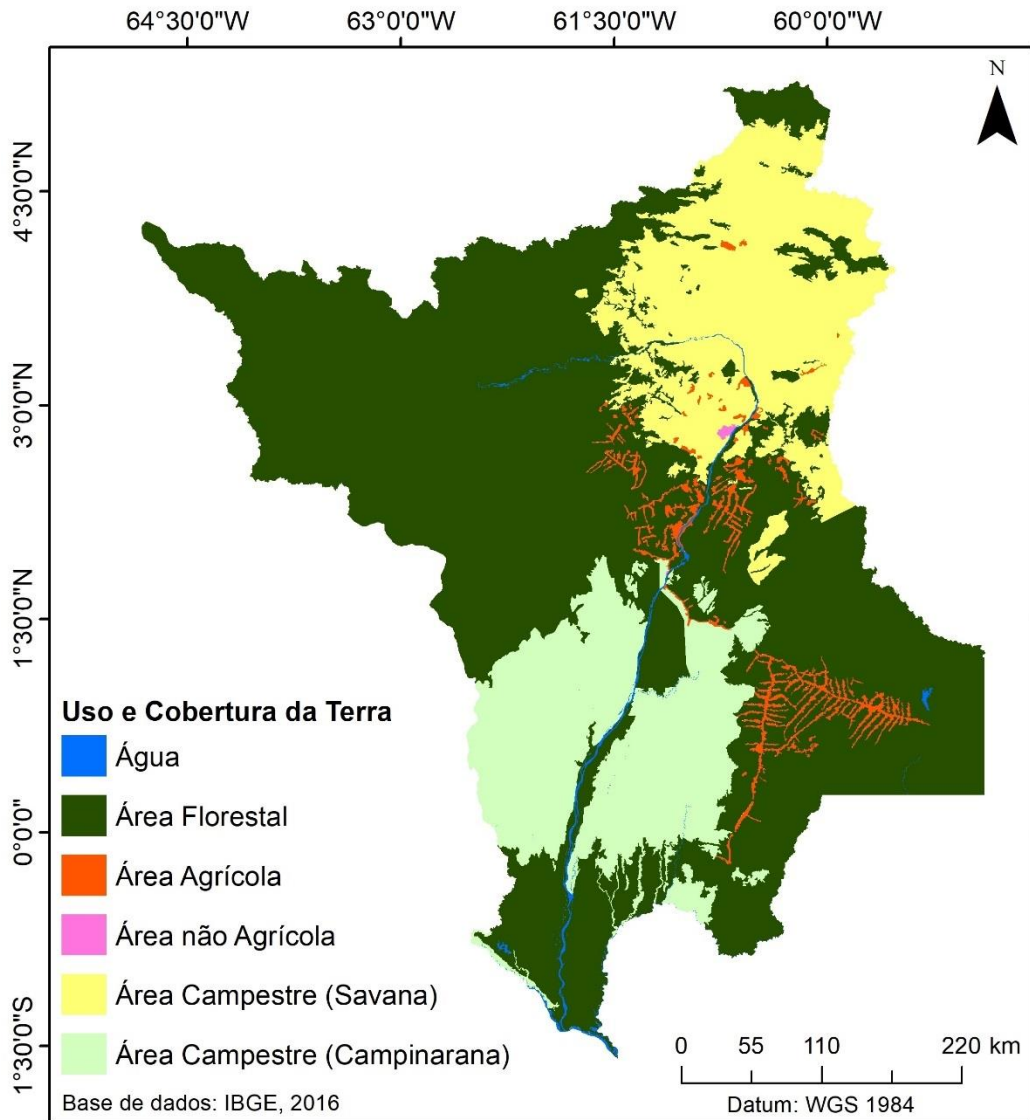 64°30'0"W 63°0'0"W 61°30'0"W 60°0'0"W
N
4°30'0"N
3°0'0"N
1°30'0"N
0°0'0"
1°30'0"S
Uso e Cobertura da Terra
Água
Área Florestal
Área Agrícola
Área não Agrícola
Área Campestre (Savana)
Área Campestre (Campinarana)
Base de dados: IBGE, 2016
0 55 110 220 km
Datum: WGS 1984